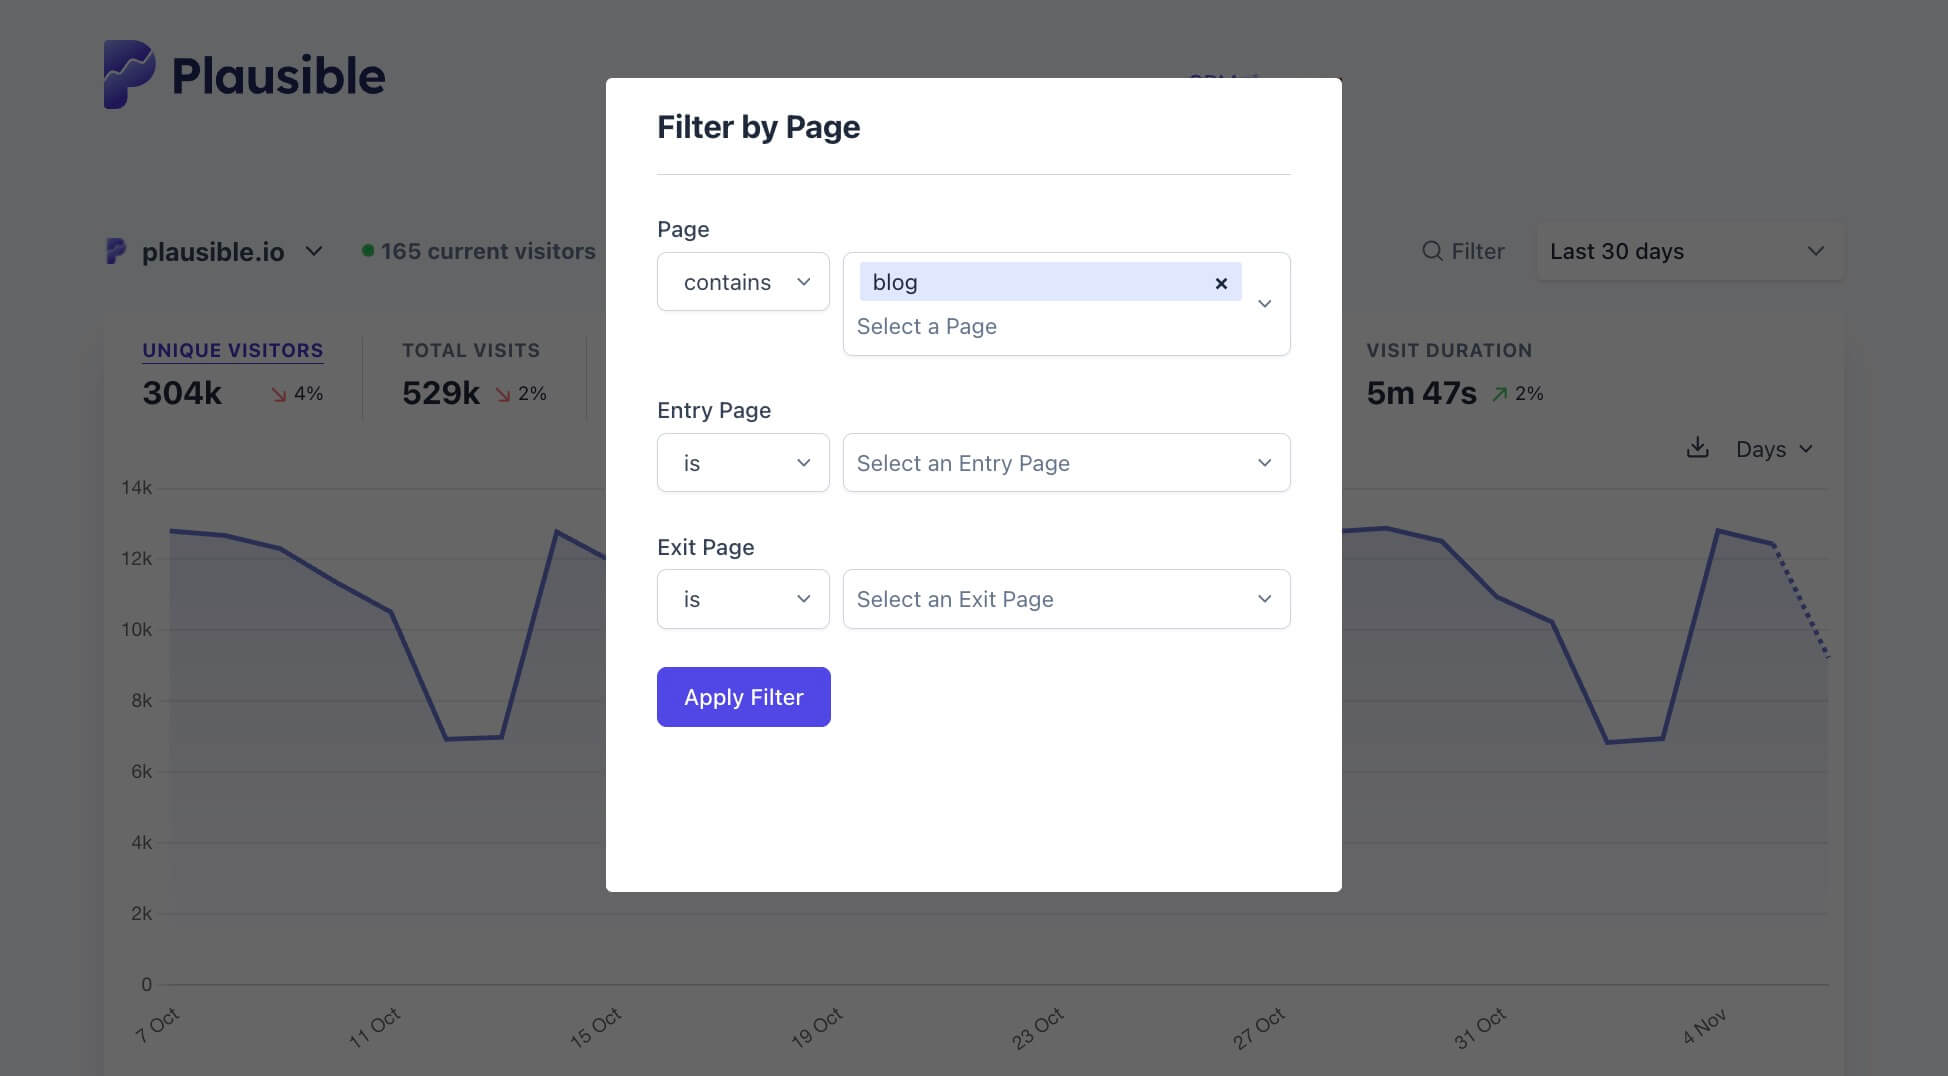 Plausible
Filter by Page
plausible.io
165 current visitors
Filter
Last 30 days
Page
contains
blog
×
Select a Page
UNIQUE VISITORS
304k
4%
TOTAL VISITS
529k
2%
VISIT DURATION
5m 47s
2%
Entry Page
is
Select an Entry Page
Days
Exit Page
is
Select an Exit Page
Apply Filter
14k
12k
10k
8k
6k
4k
2k
0
7 Oct
11 Oct
15 Oct
19 Oct
23 Oct
27 Oct
31 Oct
4 Nov